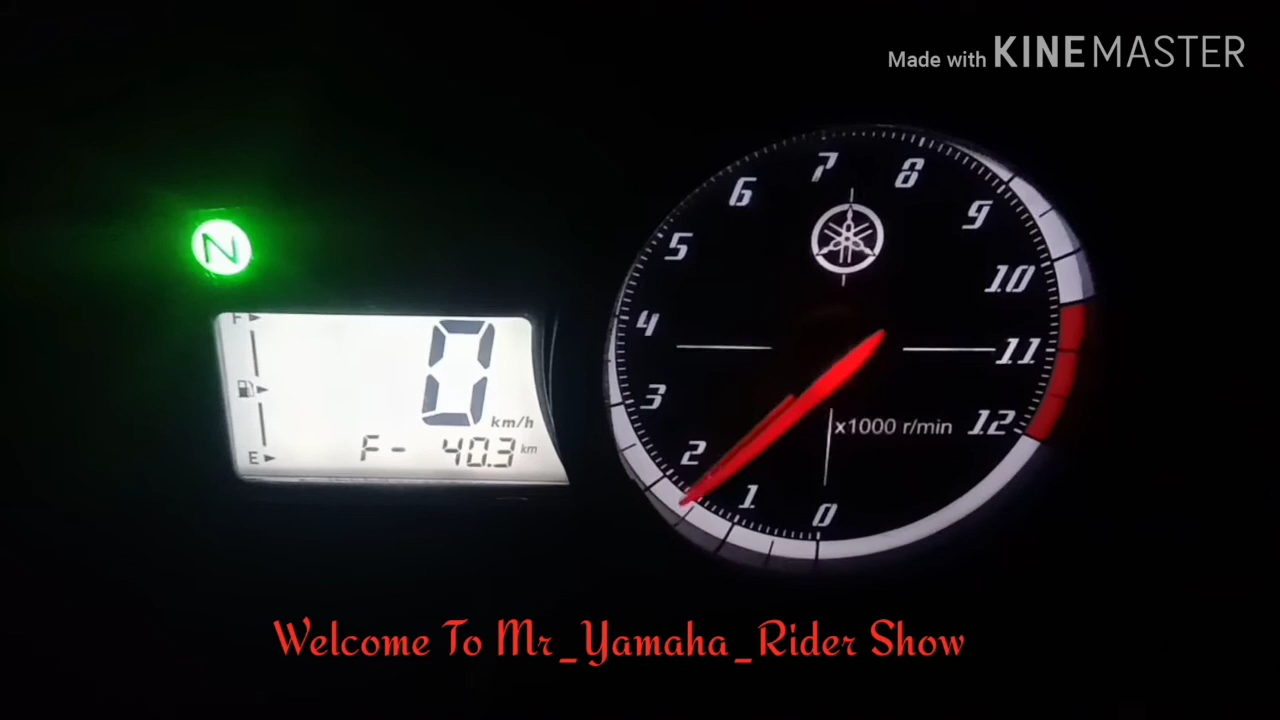 Made with KINEMASTER
N
F
0
km/h
F - 40.3 km
E
0
1
2
3
4
5
6
7
8
9
10
11
12
x1000 r/min
Welcome To Mr_Yamaha_Rider Show